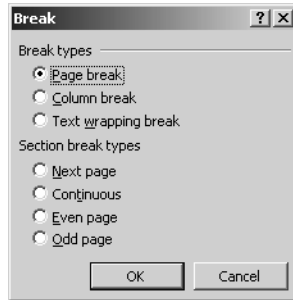 Break
Break types
Page break
Column break
Text wrapping break
Section break types
Next page
Continuous
Even page
Odd page
OK Cancel